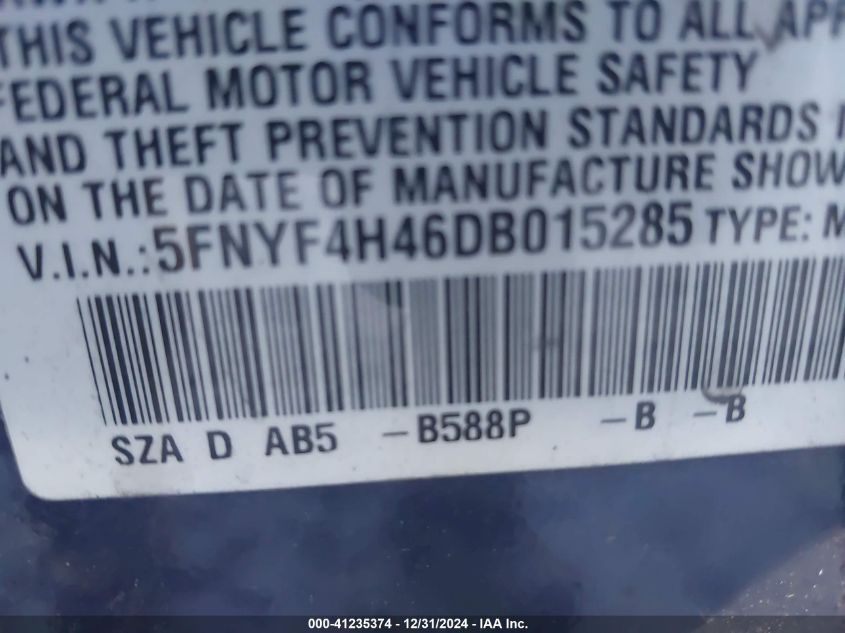 THIS VEHICLE CONFORMS TO ALL
FEDERAL MOTOR VEHICLE SAFETY
AND THEFT PREVENTION STANDARDS
ON THE DATE OF MANUFACTURE SHOW
V.I.N.: 5FNYF4H46DB015285 TYPE: M
SZA D AB5 -B588P -B -B
000-41235374 - 12/31/2024 - IAA Inc.